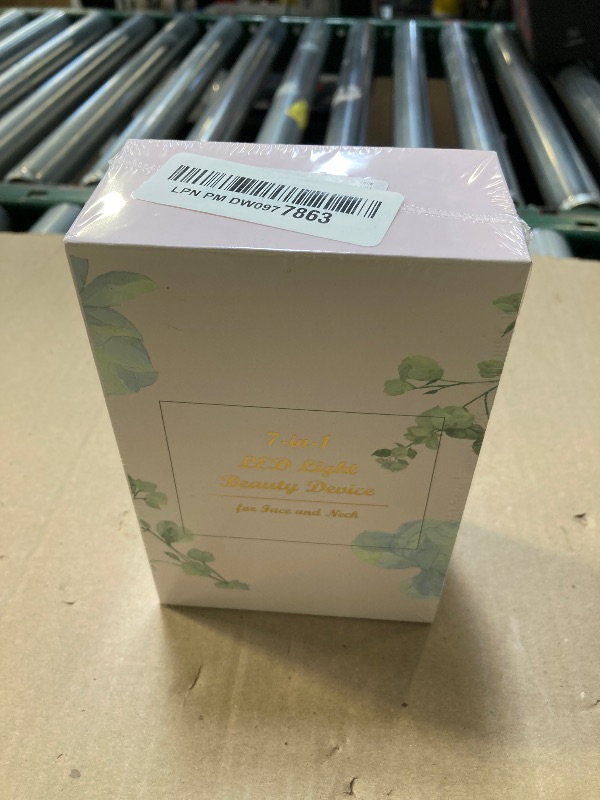 LPN PM DW0977863
7-in-1
LED Light
Beauty Device
for Face and Neck